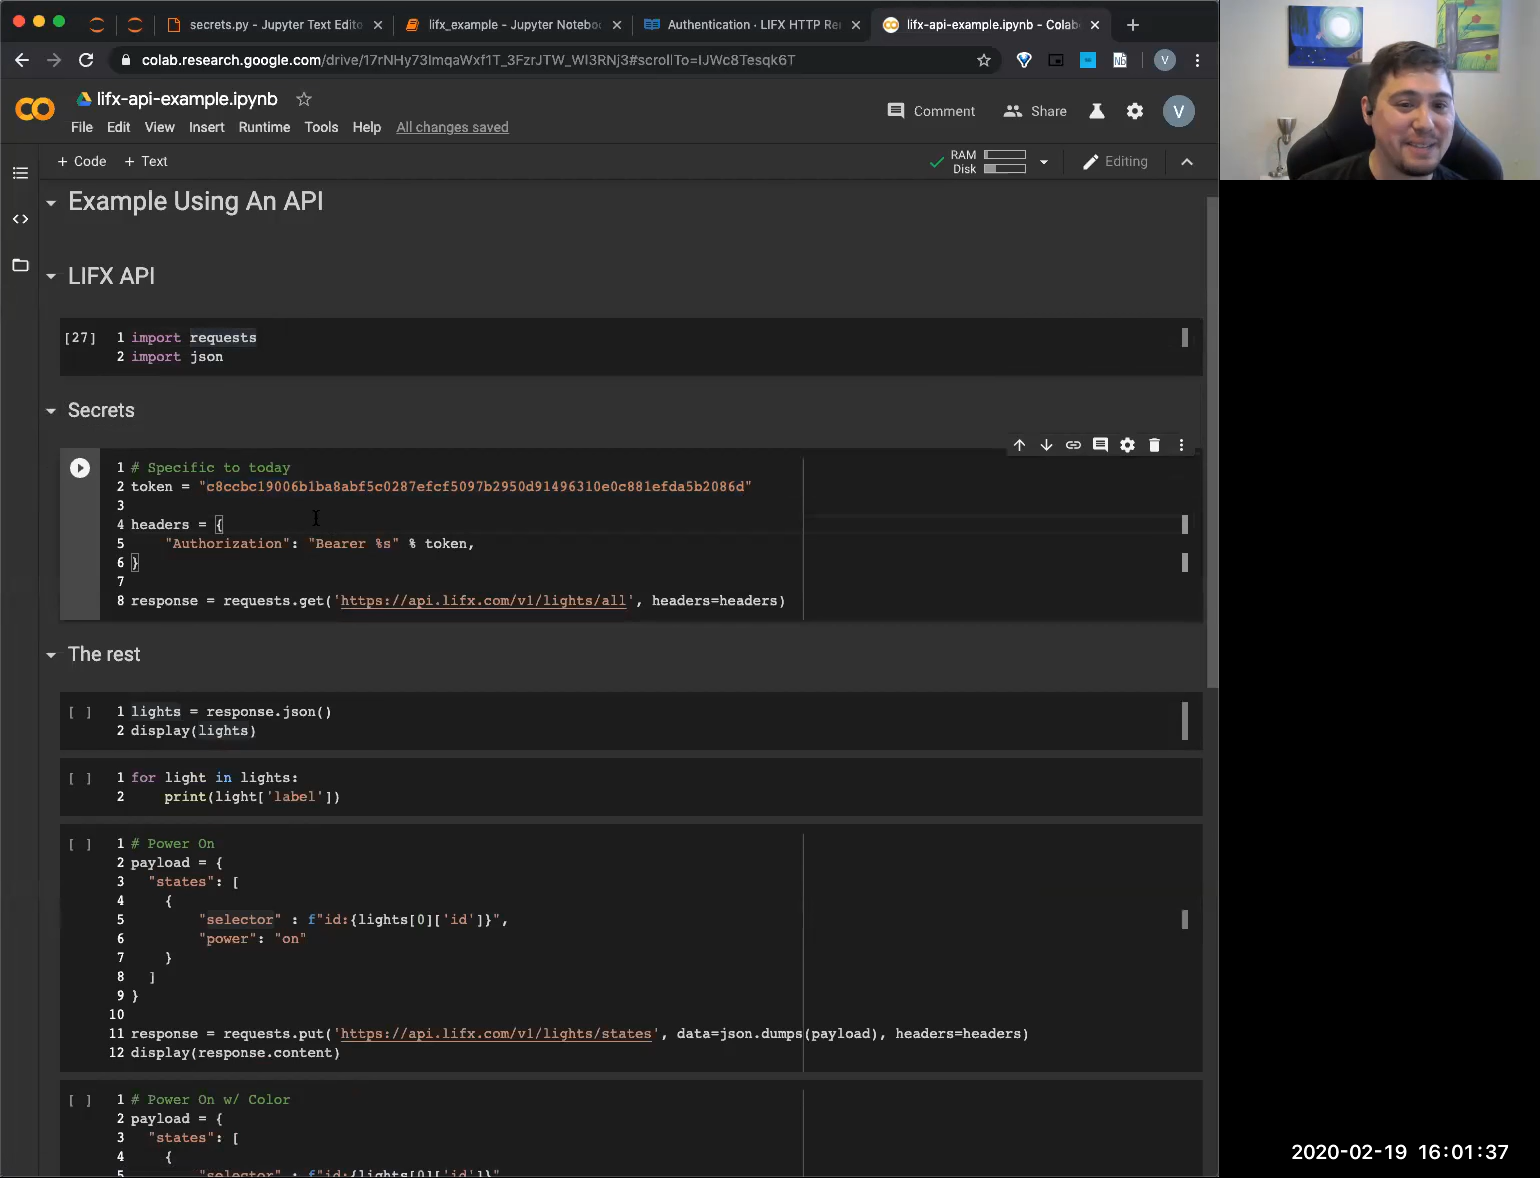 secrets.py - Jupyter Text Edito
lifx_example - Jupyter Notebo
Authentication · LIFX HTTP Re
lifx-api-example.ipynb - Colab
colab.research.google.com/drive/17rNHy73ImqaWxf1T_3FzrJTW_WI3RNj3#scrollTo=IJWc8Tesqk6T
V
lifx-api-example.ipynb
Comment
Share
V
File Edit View Insert Runtime Tools Help All changes saved
+ Code + Text
RAM
Disk
Editing
Example Using An API
LIFX API
[27] 1 import requests
2 import json
Secrets
1 # Specific to today
2 token = "c8ccbc19006b1ba8abf5c0287efcf5097b2950d91496310e0c881efda5b2086d"
3
4 headers = {
5 "Authorization": "Bearer %s" % token,
6 }
7
8 response = requests.get('https://api.lifx.com/v1/lights/all', headers=headers)
The rest
[ ] 1 lights = response.json()
2 display(lights)
[ ] 1 for light in lights:
2 print(light['label'])
[ ] 1 # Power On
2 payload = {
3 "states": [
4 {
5 "selector" : f"id:{lights[0]['id']}",
6 "power": "on"
7 }
8 ]
9 }
10
11 response = requests.put('https://api.lifx.com/v1/lights/states', data=json.dumps(payload), headers=headers)
12 display(response.content)
[ ] 1 # Power On w/ Color
2 payload = {
3 "states": [
4 {
5 "selector" : f"id:{lights[0]['id']}"
2020-02-19 16:01:37